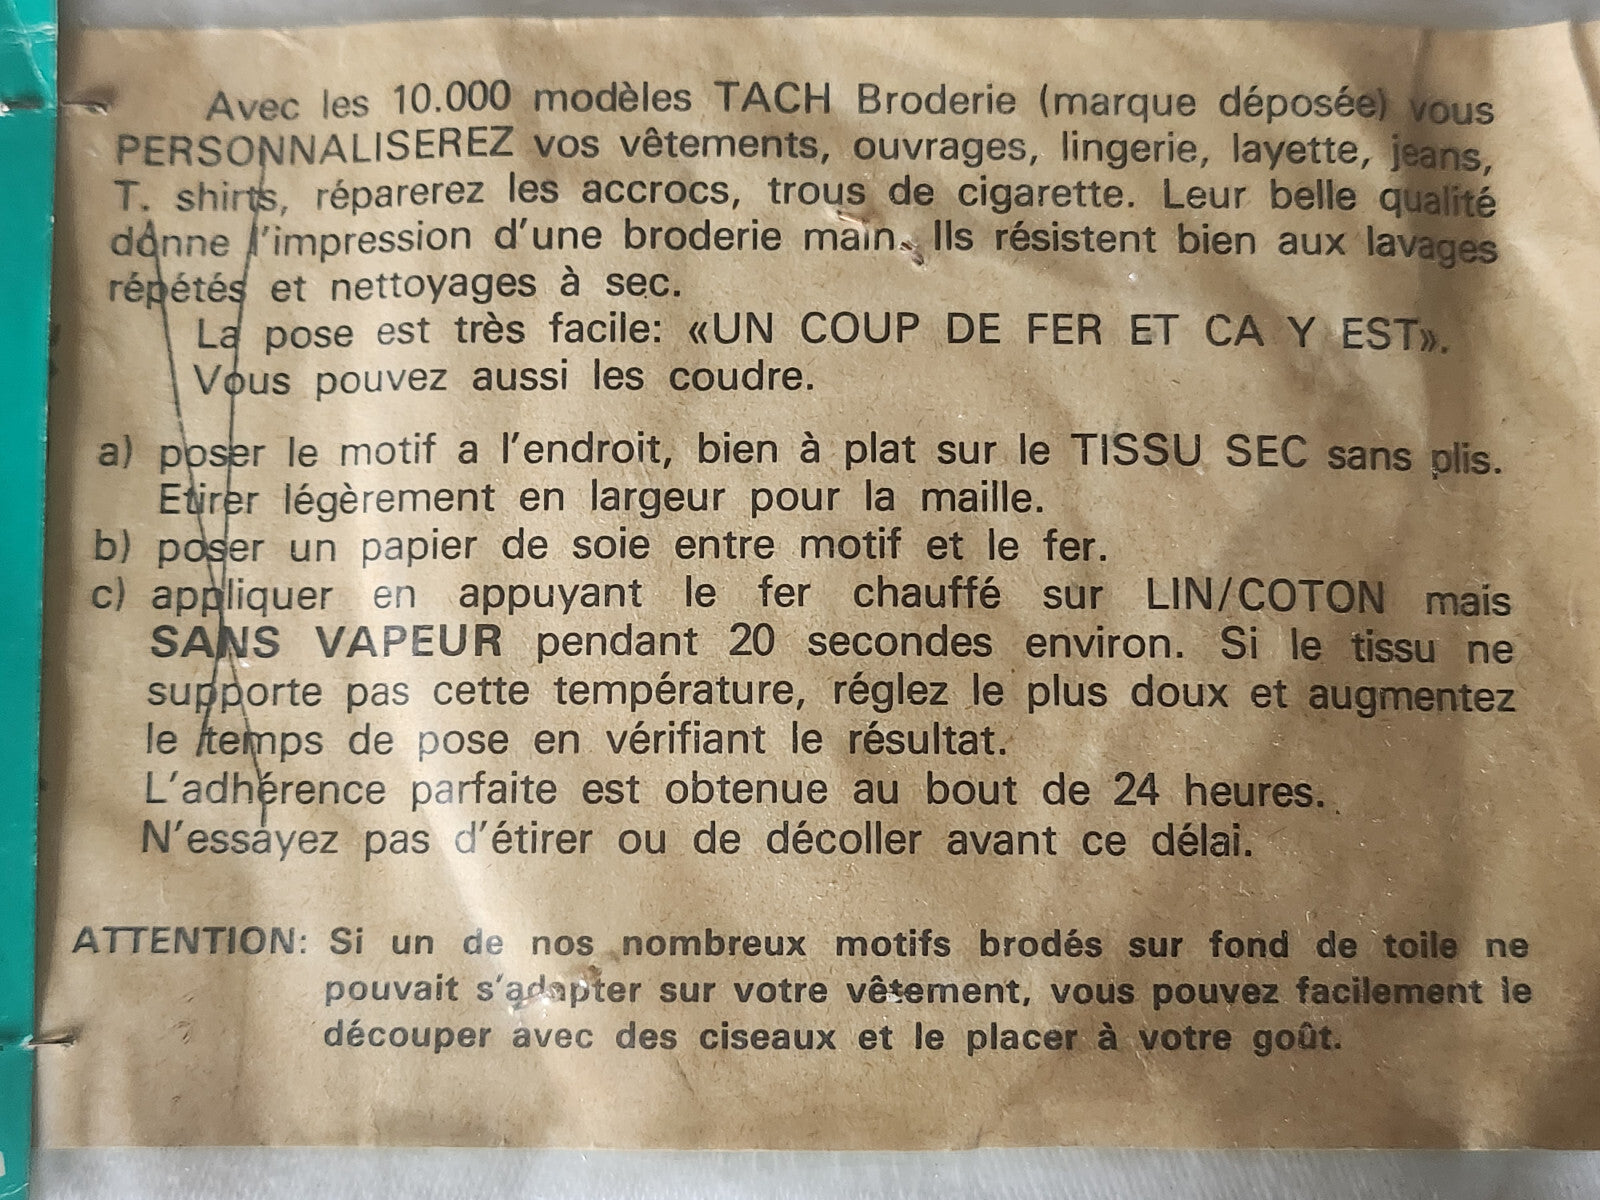 Avec les 10.000 modèles TACH Broderie (marque déposée) vous
PERSONNALISEREZ vos vêtements, ouvrages, lingerie, layette, jeans,
T. shirts, réparerez les accrocs, trous de cigarette. Leur belle qualité
donne l'impression d'une broderie main. Ils résistent bien aux lavages
répétés et nettoyages à sec.
La pose est très facile: «UN COUP DE FER ET CA Y EST».
Vous pouvez aussi les coudre.
a) poser le motif a l'endroit, bien à plat sur le TISSU SEC sans plis.
Etirer légèrement en largeur pour la maille.
b) poser un papier de soie entre motif et le fer.
c) appliquer en appuyant le fer chauffé sur LIN/COTON mais
SANS VAPEUR pendant 20 secondes environ. Si le tissu ne
supporte pas cette température, réglez le plus doux et augmentez
le temps de pose en vérifiant le résultat.
L'adhérence parfaite est obtenue au bout de 24 heures.
N'essayez pas d'étirer ou de décoller avant ce délai.
ATTENTION: Si un de nos nombreux motifs brodés sur fond de toile ne
pouvait s'adapter sur votre vêtement, vous pouvez facilement le
découper avec des ciseaux et le placer à votre goût.